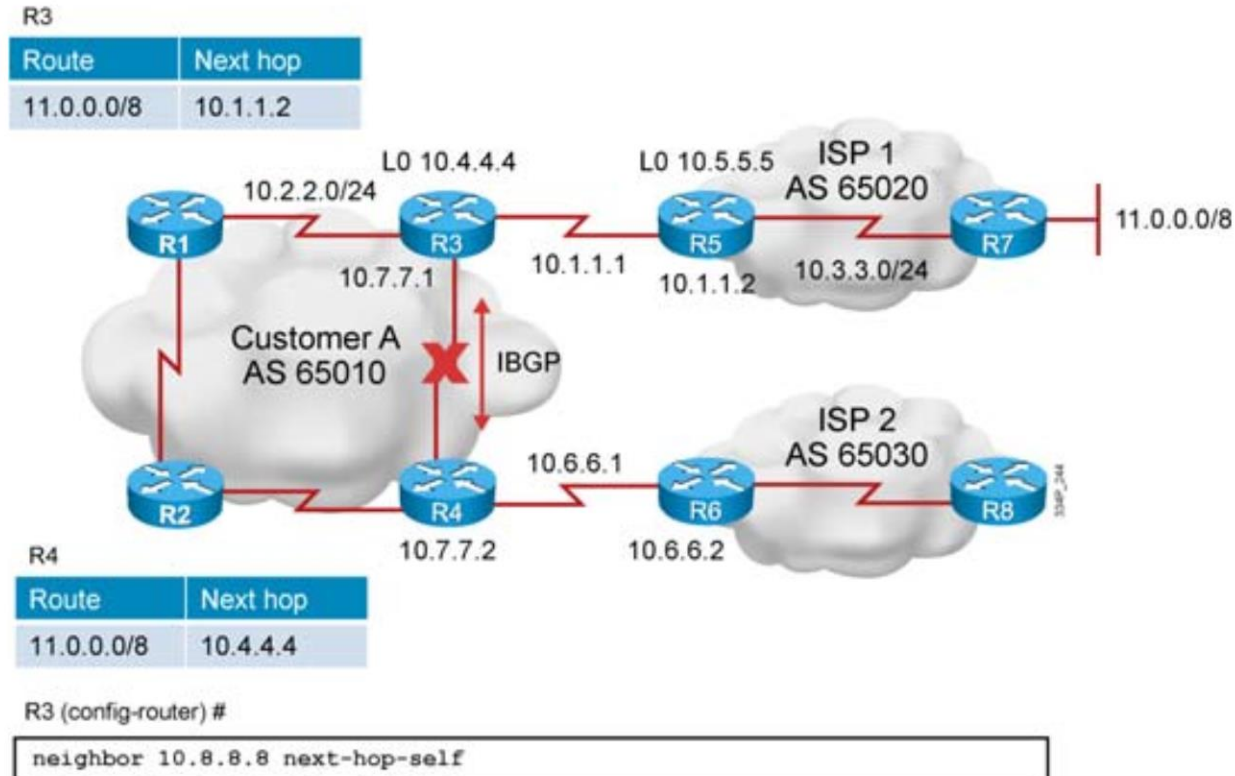 R3
Route Next hop
11.0.0.0/8 10.1.1.2
L0 10.4.4.4
L0 10.5.5.5
ISP 1
AS 65020
10.2.2.0/24
R1
R3
R5
R7
11.0.0.0/8
10.7.7.1
10.1.1.1
10.1.1.2
10.3.3.0/24
Customer A
AS 65010
X
IBGP
ISP 2
AS 65030
10.6.6.1
R2
R4
R6
R8
334P_244
10.7.7.2
10.6.6.2
R4
Route Next hop
11.0.0.0/8 10.4.4.4
R3 (config-router) #
neighbor 10.8.8.8 next-hop-self